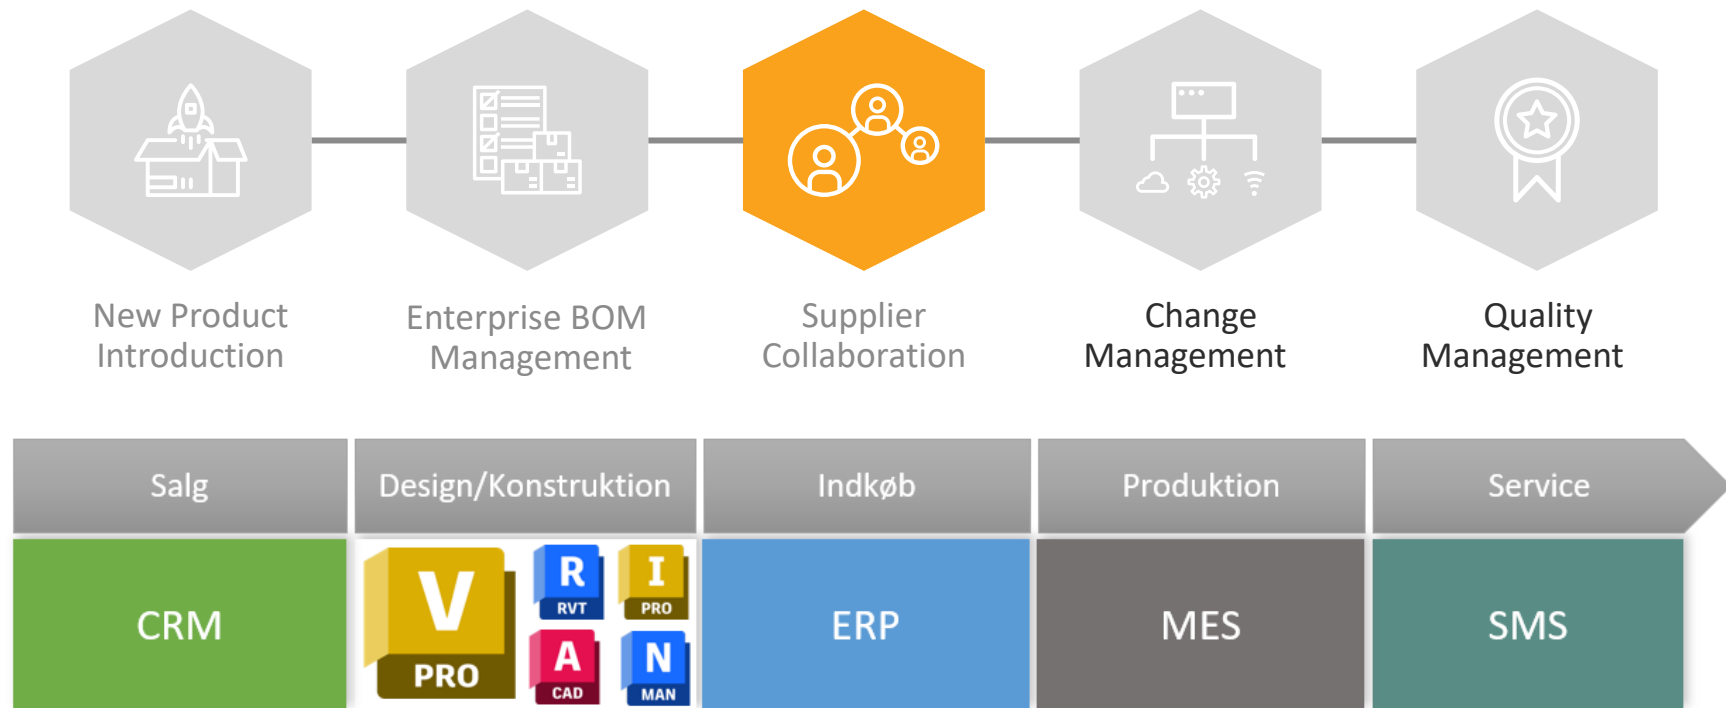 New Product
Introduction
Enterprise BOM
Management
Supplier
Collaboration
Change
Management
Quality
Management
Salg
Design/Konstruktion
Indkøb
Produktion
Service
CRM
V
PRO
R
RVT
I
PRO
A
CAD
N
MAN
ERP
MES
SMS